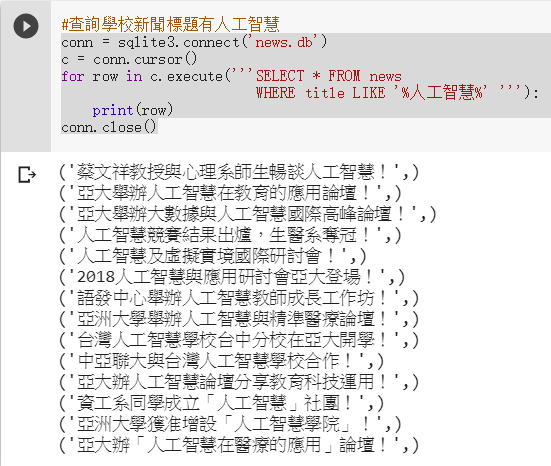 #查詢學校新聞標題有人工智慧
conn = sqlite3.connect('news.db')
c = conn.cursor()
for row in c.execute('''SELECT * FROM news
WHERE title LIKE '%人工智慧%' '''):
print(row)
conn.close()
('蔡文祥教授與心理系師生暢談人工智慧！',)
('亞大舉辦人工智慧在教育的應用論壇！',)
('亞大舉辦大數據與人工智慧國際高峰論壇！',)
('人工智慧競賽結果出爐，生醫系奪冠！',)
('人工智慧及虛擬實境國際研討會！',)
('2018人工智慧與應用研討會亞大登場！',)
('語發中心舉辦人工智慧教師成長工作坊！',)
('亞洲大學舉辦人工智慧與精準醫療論壇！',)
('台灣人工智慧學校台中分校在亞大開學！',)
('中亞聯大與台灣人工智慧學校合作！',)
('亞大辦人工智慧論壇分享教育科技運用！',)
('資工系同學成立「人工智慧」社團！',)
('亞洲大學獲准增設「人工智慧學院」！',)
('亞大辦「人工智慧在醫療的應用」論壇！',)